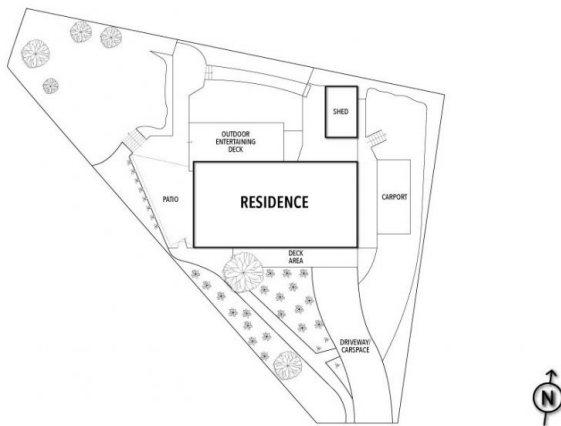 SHED
OUTDOOR
ENTERTAINING
DECK
PATIO
RESIDENCE
CARPORT
DECK
AREA
DRIVEWAY/
CARSPACE
N